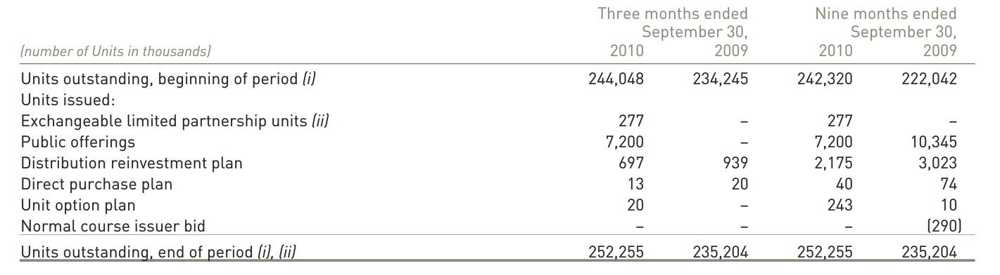 Three months ended Nine months ended
September 30, September 30,
(number of Units in thousands) 2010 2009 2010 2009
Units outstanding, beginning of period (i) 244,048 234,245 242,320 222,042
Units issued:
Exchangeable limited partnership units (ii) 277 – 277 –
Public offerings 7,200 – 7,200 10,345
Distribution reinvestment plan 697 939 2,175 3,023
Direct purchase plan 13 20 40 74
Unit option plan 20 – 243 10
Normal course issuer bid – – – (290)
Units outstanding, end of period (i), (ii) 252,255 235,204 252,255 235,204